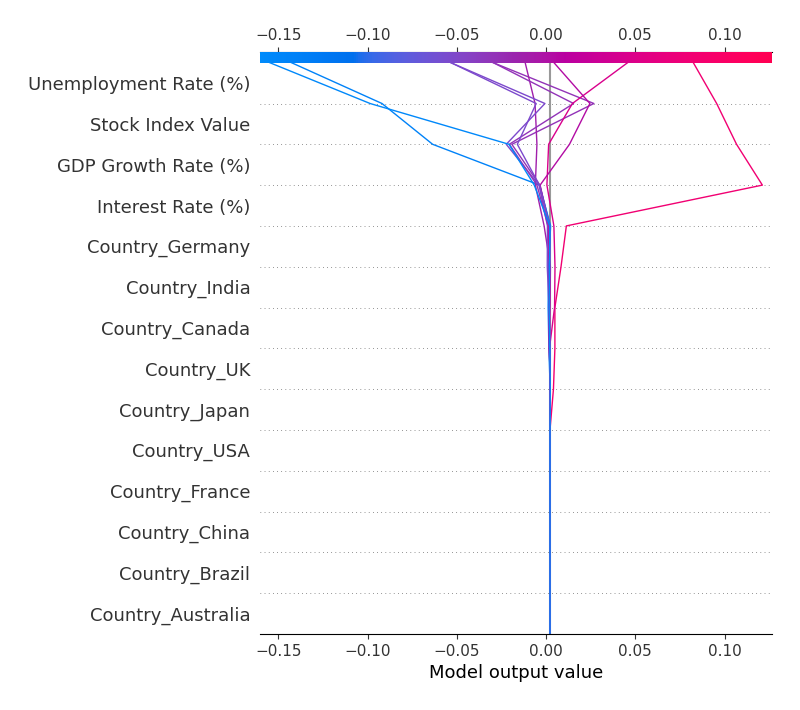 −0.15 −0.10 −0.05 0.00 0.05 0.10
Unemployment Rate (%)
Stock Index Value
GDP Growth Rate (%)
Interest Rate (%)
Country_Germany
Country_India
Country_Canada
Country_UK
Country_Japan
Country_USA
Country_France
Country_China
Country_Brazil
Country_Australia
−0.15 −0.10 −0.05 0.00 0.05 0.10
Model output value